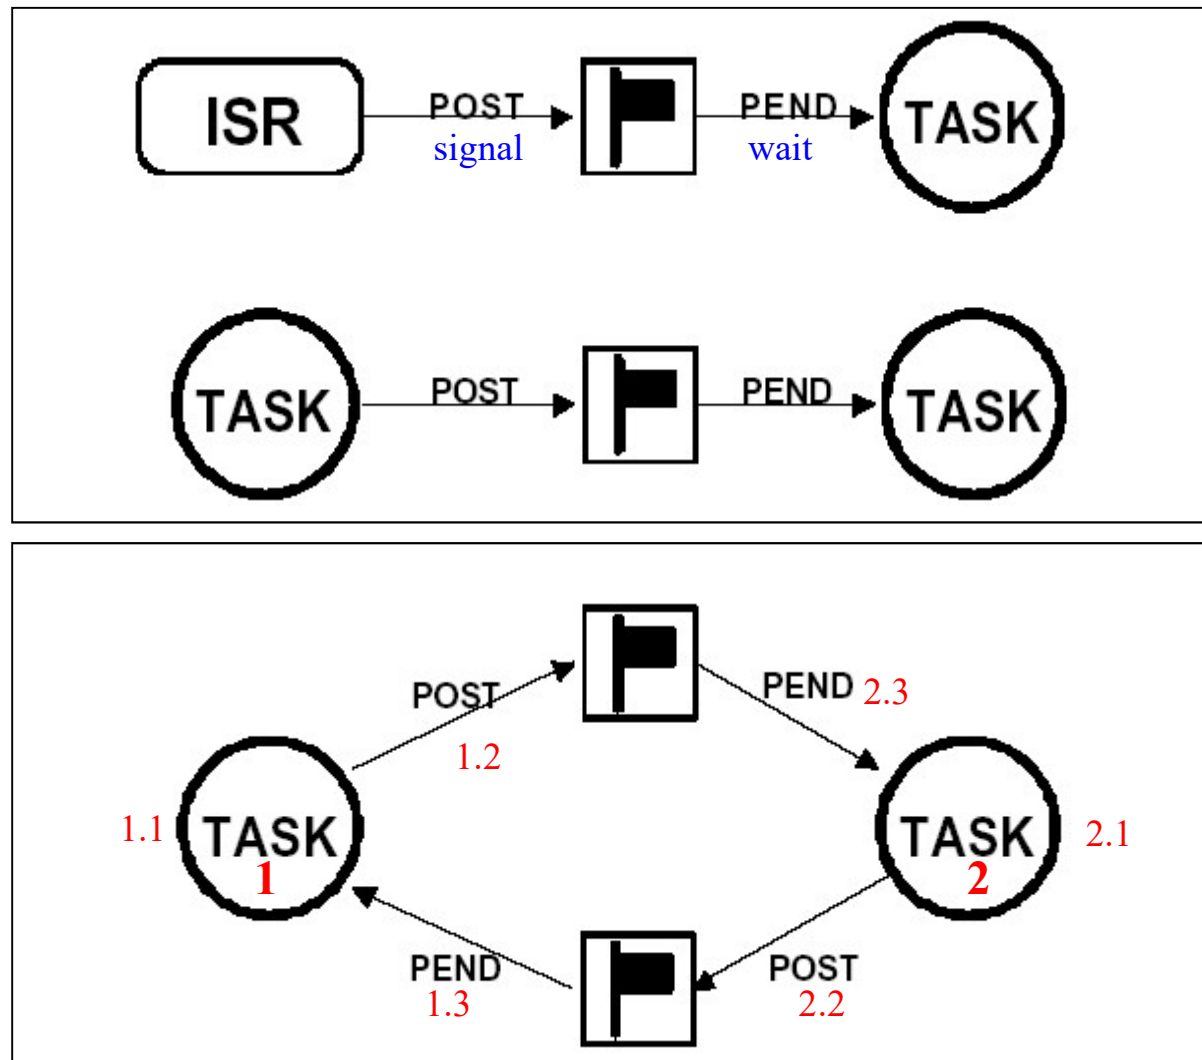 ISR POST PEND TASK
signal wait
TASK POST PEND TASK
POST PEND 2.3
1.2
1.1 TASK TASK 2.1
1 2
PEND POST
1.3 2.2